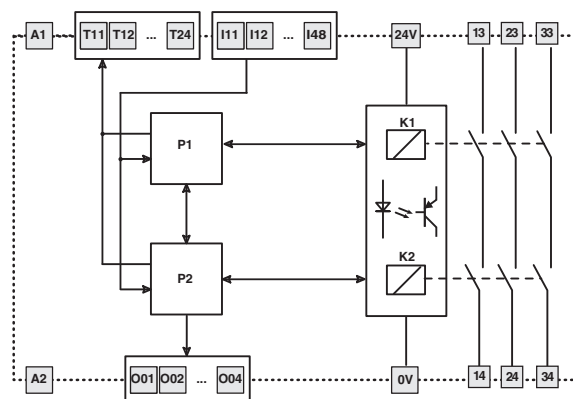 A1 T11 T12 ... T24 I11 I12 ... I48 24V 13 23 33
K1
P1
K2
P2
A2 O01 O02 ... O04 0V 14 24 34